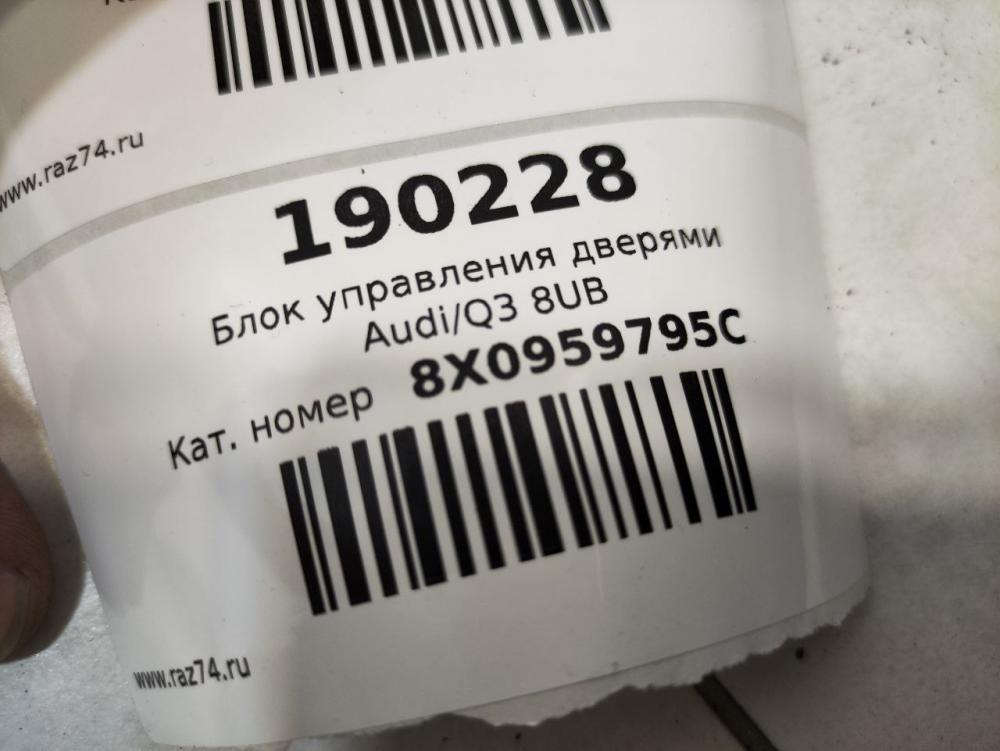 www.raz74.ru
190228
Блок управления дверями
Audi/Q3 8UB
Кат. номер 8X0959795C
www.raz74.ru